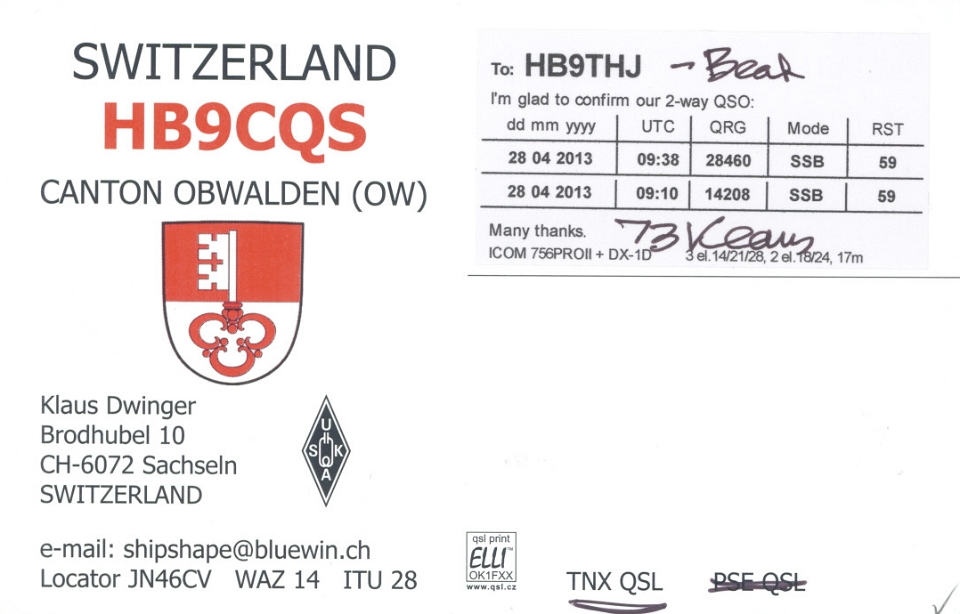 SWITZERLAND
HB9CQS
CANTON OBWALDEN (OW)
Klaus Dwinger
Brodhubel 10
CH-6072 Sachseln
SWITZERLAND
U S K A
e-mail: shipshape@bluewin.ch
Locator JN46CV WAZ 14 ITU 28
To: HB9THJ - Beat
I'm glad to confirm our 2-way QSO:
dd mm yyyy UTC QRG Mode RST
28 04 2013 09:38 28460 SSB 59
28 04 2013 09:10 14208 SSB 59
Many thanks. 73 Klaus
ICOM 756PROII + DX-1D 3 el.14/21/28, 2 el.18/24, 17m
qsl print
ELLI™
OK1FXX
www.qsl.cz
TNX QSL PSE QSL